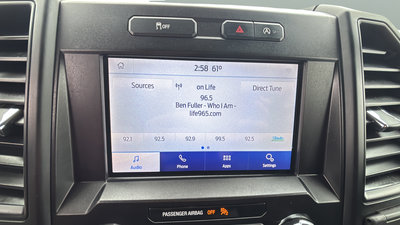 OFF
2:58 61°
Sources
on Life
Direct Tune
96.5
Ben Fuller - Who I Am -
life965.com
92.1 92.5 92.9 99.5 92.5
Audio Phone Apps Settings
PASSENGER AIRBAG OFF